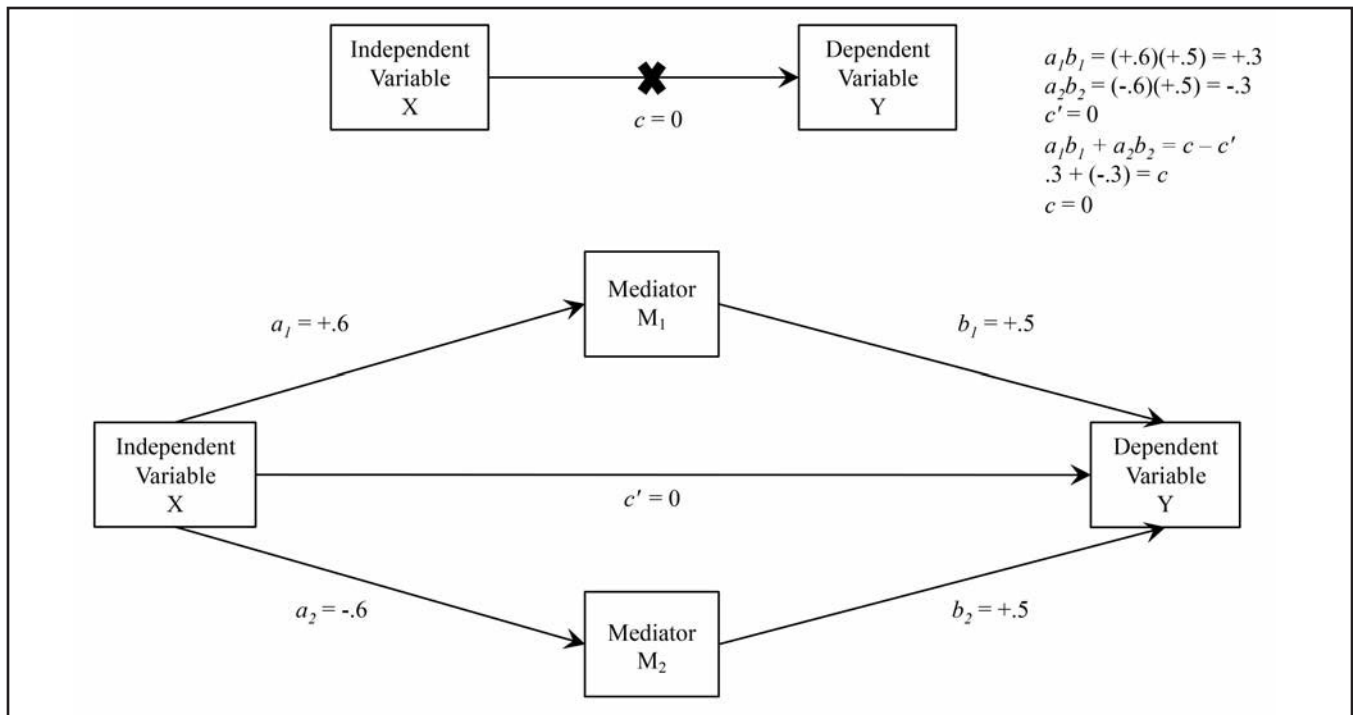 Independent
Variable
X
c = 0
Dependent
Variable
Y
a₁b₁ = (+.6)(+.5) = +.3
a₂b₂ = (-.6)(+.5) = -.3
c′ = 0
a₁b₁ + a₂b₂ = c – c′
.3 + (-.3) = c
c = 0
Mediator
M₁
a₁ = +.6
b₁ = +.5
Independent
Variable
X
c′ = 0
Dependent
Variable
Y
a₂ = -.6
b₂ = +.5
Mediator
M₂